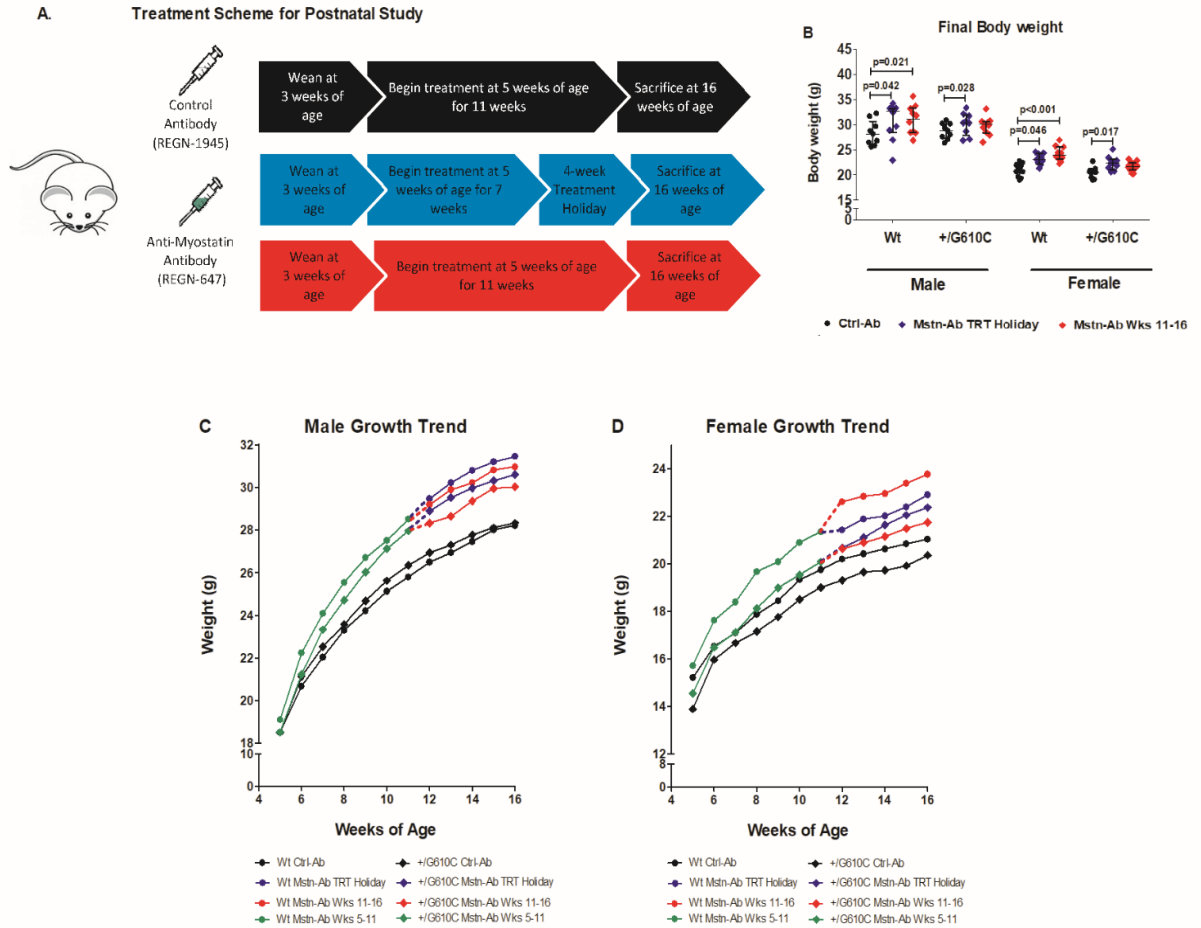 A.
Treatment Scheme for Postnatal Study
Control
Antibody
(REGN-1945)
Wean at
3 weeks of
age
Begin treatment at 5 weeks of age
for 11 weeks
Sacrifice at 16
weeks of age
Anti-Myostatin
Antibody
(REGN-647)
Wean at
3 weeks of
age
Begin treatment at 5
weeks of age for 7
weeks
4-week
Treatment
Holiday
Sacrifice at
16 weeks of
age
Wean at
3 weeks of
age
Begin treatment at 5 weeks of age
for 11 weeks
Sacrifice at
16 weeks of
age
B
Final Body weight
Body weight (g)
45
40
35
30
25
20
15
5
0
p=0.021
p=0.042
p=0.028
p<0.001
p=0.046
p=0.017
Wt
+/G610C
Wt
+/G610C
Male
Female
Ctrl-Ab
Mstn-Ab TRT Holiday
Mstn-Ab Wks 11-16
C
Male Growth Trend
Weight (g)
32
30
28
26
24
22
20
18
10
0
4 6 8 10 12 14 16
Weeks of Age
Wt Ctrl-Ab
+/G610C Ctrl-Ab
Wt Mstn-Ab TRT Holiday
+/G610C Mstn-Ab TRT Holiday
Wt Mstn-Ab Wks 11-16
+/G610C Mstn-Ab Wks 11-16
Wt Mstn-Ab Wks 5-11
+/G610C Mstn-Ab Wks 5-11
D
Female Growth Trend
Weight (g)
24
22
20
18
16
14
12
8
0
4 6 8 10 12 14 16
Weeks of Age
Wt Ctrl-Ab
+/G610C Ctrl-Ab
Wt Mstn-Ab TRT Holiday
+/G610C Mstn-Ab TRT Holiday
Wt Mstn-Ab Wks 11-16
+/G610C Mstn-Ab Wks 11-16
Wt Mstn-Ab Wks 5-11
+/G610C Mstn-Ab Wks 5-11